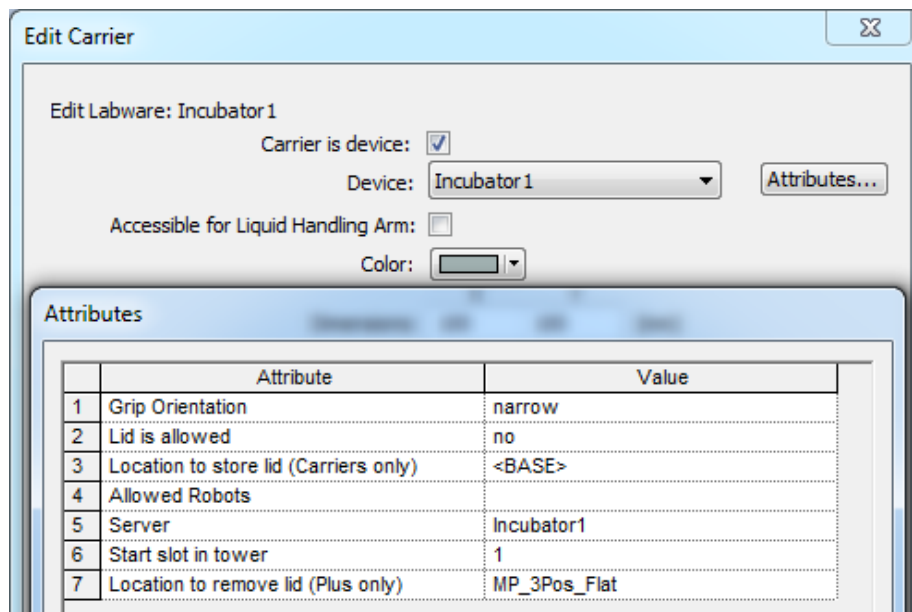 Edit Carrier
Edit Labware: Incubator1
Carrier is device:
Device: Incubator1 Attributes...
Accessible for Liquid Handling Arm:
Color:
Attributes
Attribute Value
1 Grip Orientation narrow
2 Lid is allowed no
3 Location to store lid (Carriers only) <BASE>
4 Allowed Robots
5 Server Incubator1
6 Start slot in tower 1
7 Location to remove lid (Plus only) MP_3Pos_Flat